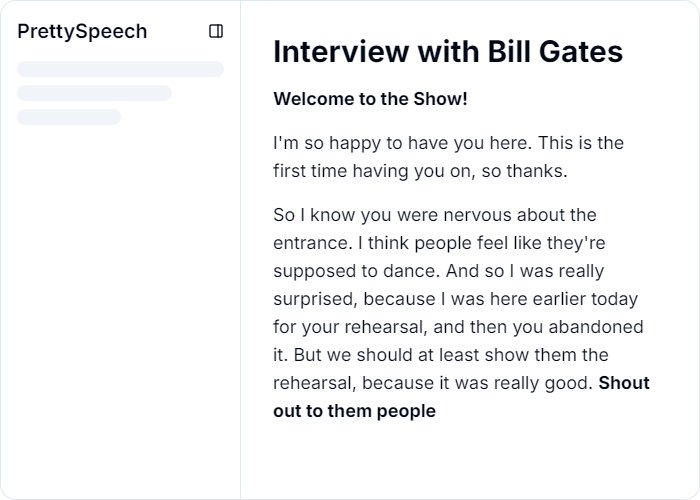 PrettySpeech
Interview with Bill Gates
Welcome to the Show!
I'm so happy to have you here. This is the
first time having you on, so thanks.
So I know you were nervous about the
entrance. I think people feel like they're
supposed to dance. And so I was really
surprised, because I was here earlier today
for your rehearsal, and then you abandoned
it. But we should at least show them the
rehearsal, because it was really good. Shout
out to them people